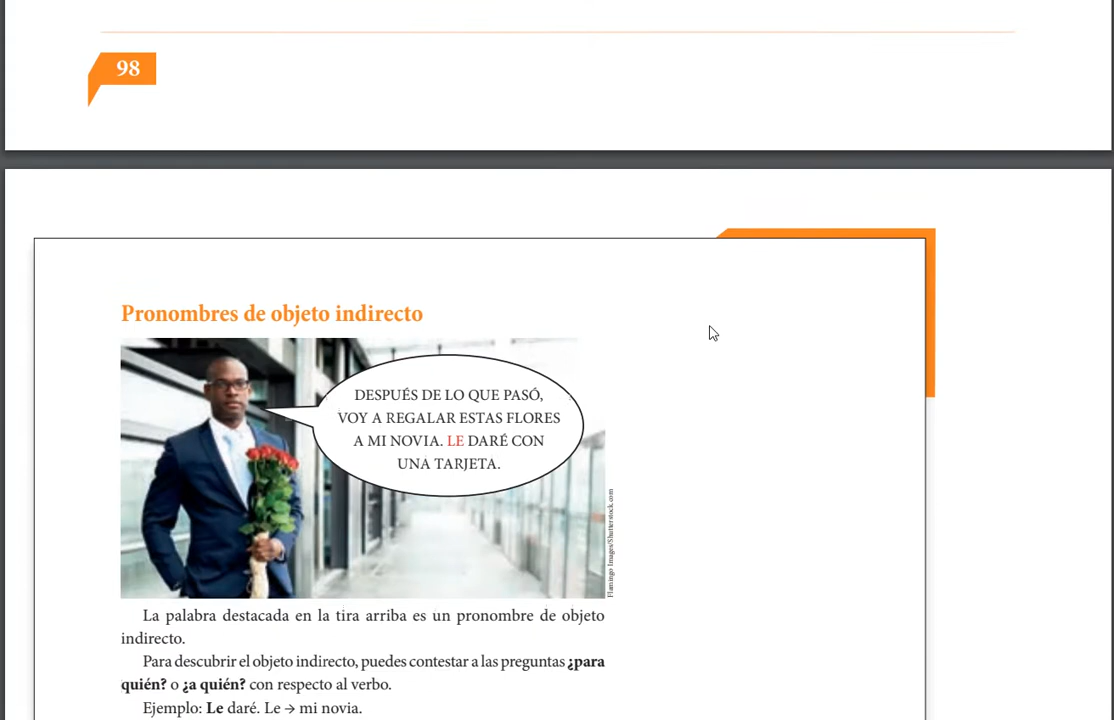 98
Pronombres de objeto indirecto
DESPUÉS DE LO QUE PASÓ,
VOY A REGALAR ESTAS FLORES
A MI NOVIA. LE DARÉ CON
UNA TARJETA.
Flamingo Images/Shutterstock.com
La palabra destacada en la tira arriba es un pronombre de objeto
indirecto.
Para descubrir el objeto indirecto, puedes contestar a las preguntas ¿para
quién? o ¿a quién? con respecto al verbo.
Ejemplo: Le daré. Le → mi novia.